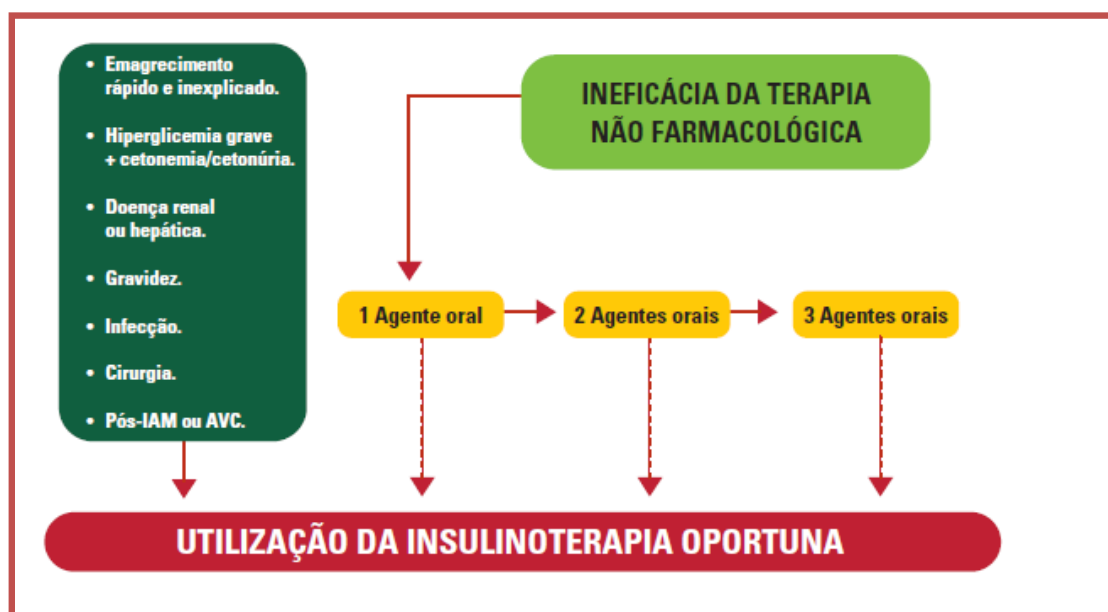 • Emagrecimento
rápido e inexplicado.
• Hiperglicemia grave
+ cetonemia/cetonúria.
• Doença renal
ou hepática.
• Gravidez.
• Infecção.
• Cirurgia.
• Pós-IAM ou AVC.
INEFICÁCIA DA TERAPIA
NÃO FARMACOLÓGICA
1 Agente oral
2 Agentes orais
3 Agentes orais
UTILIZAÇÃO DA INSULINOTERAPIA OPORTUNA